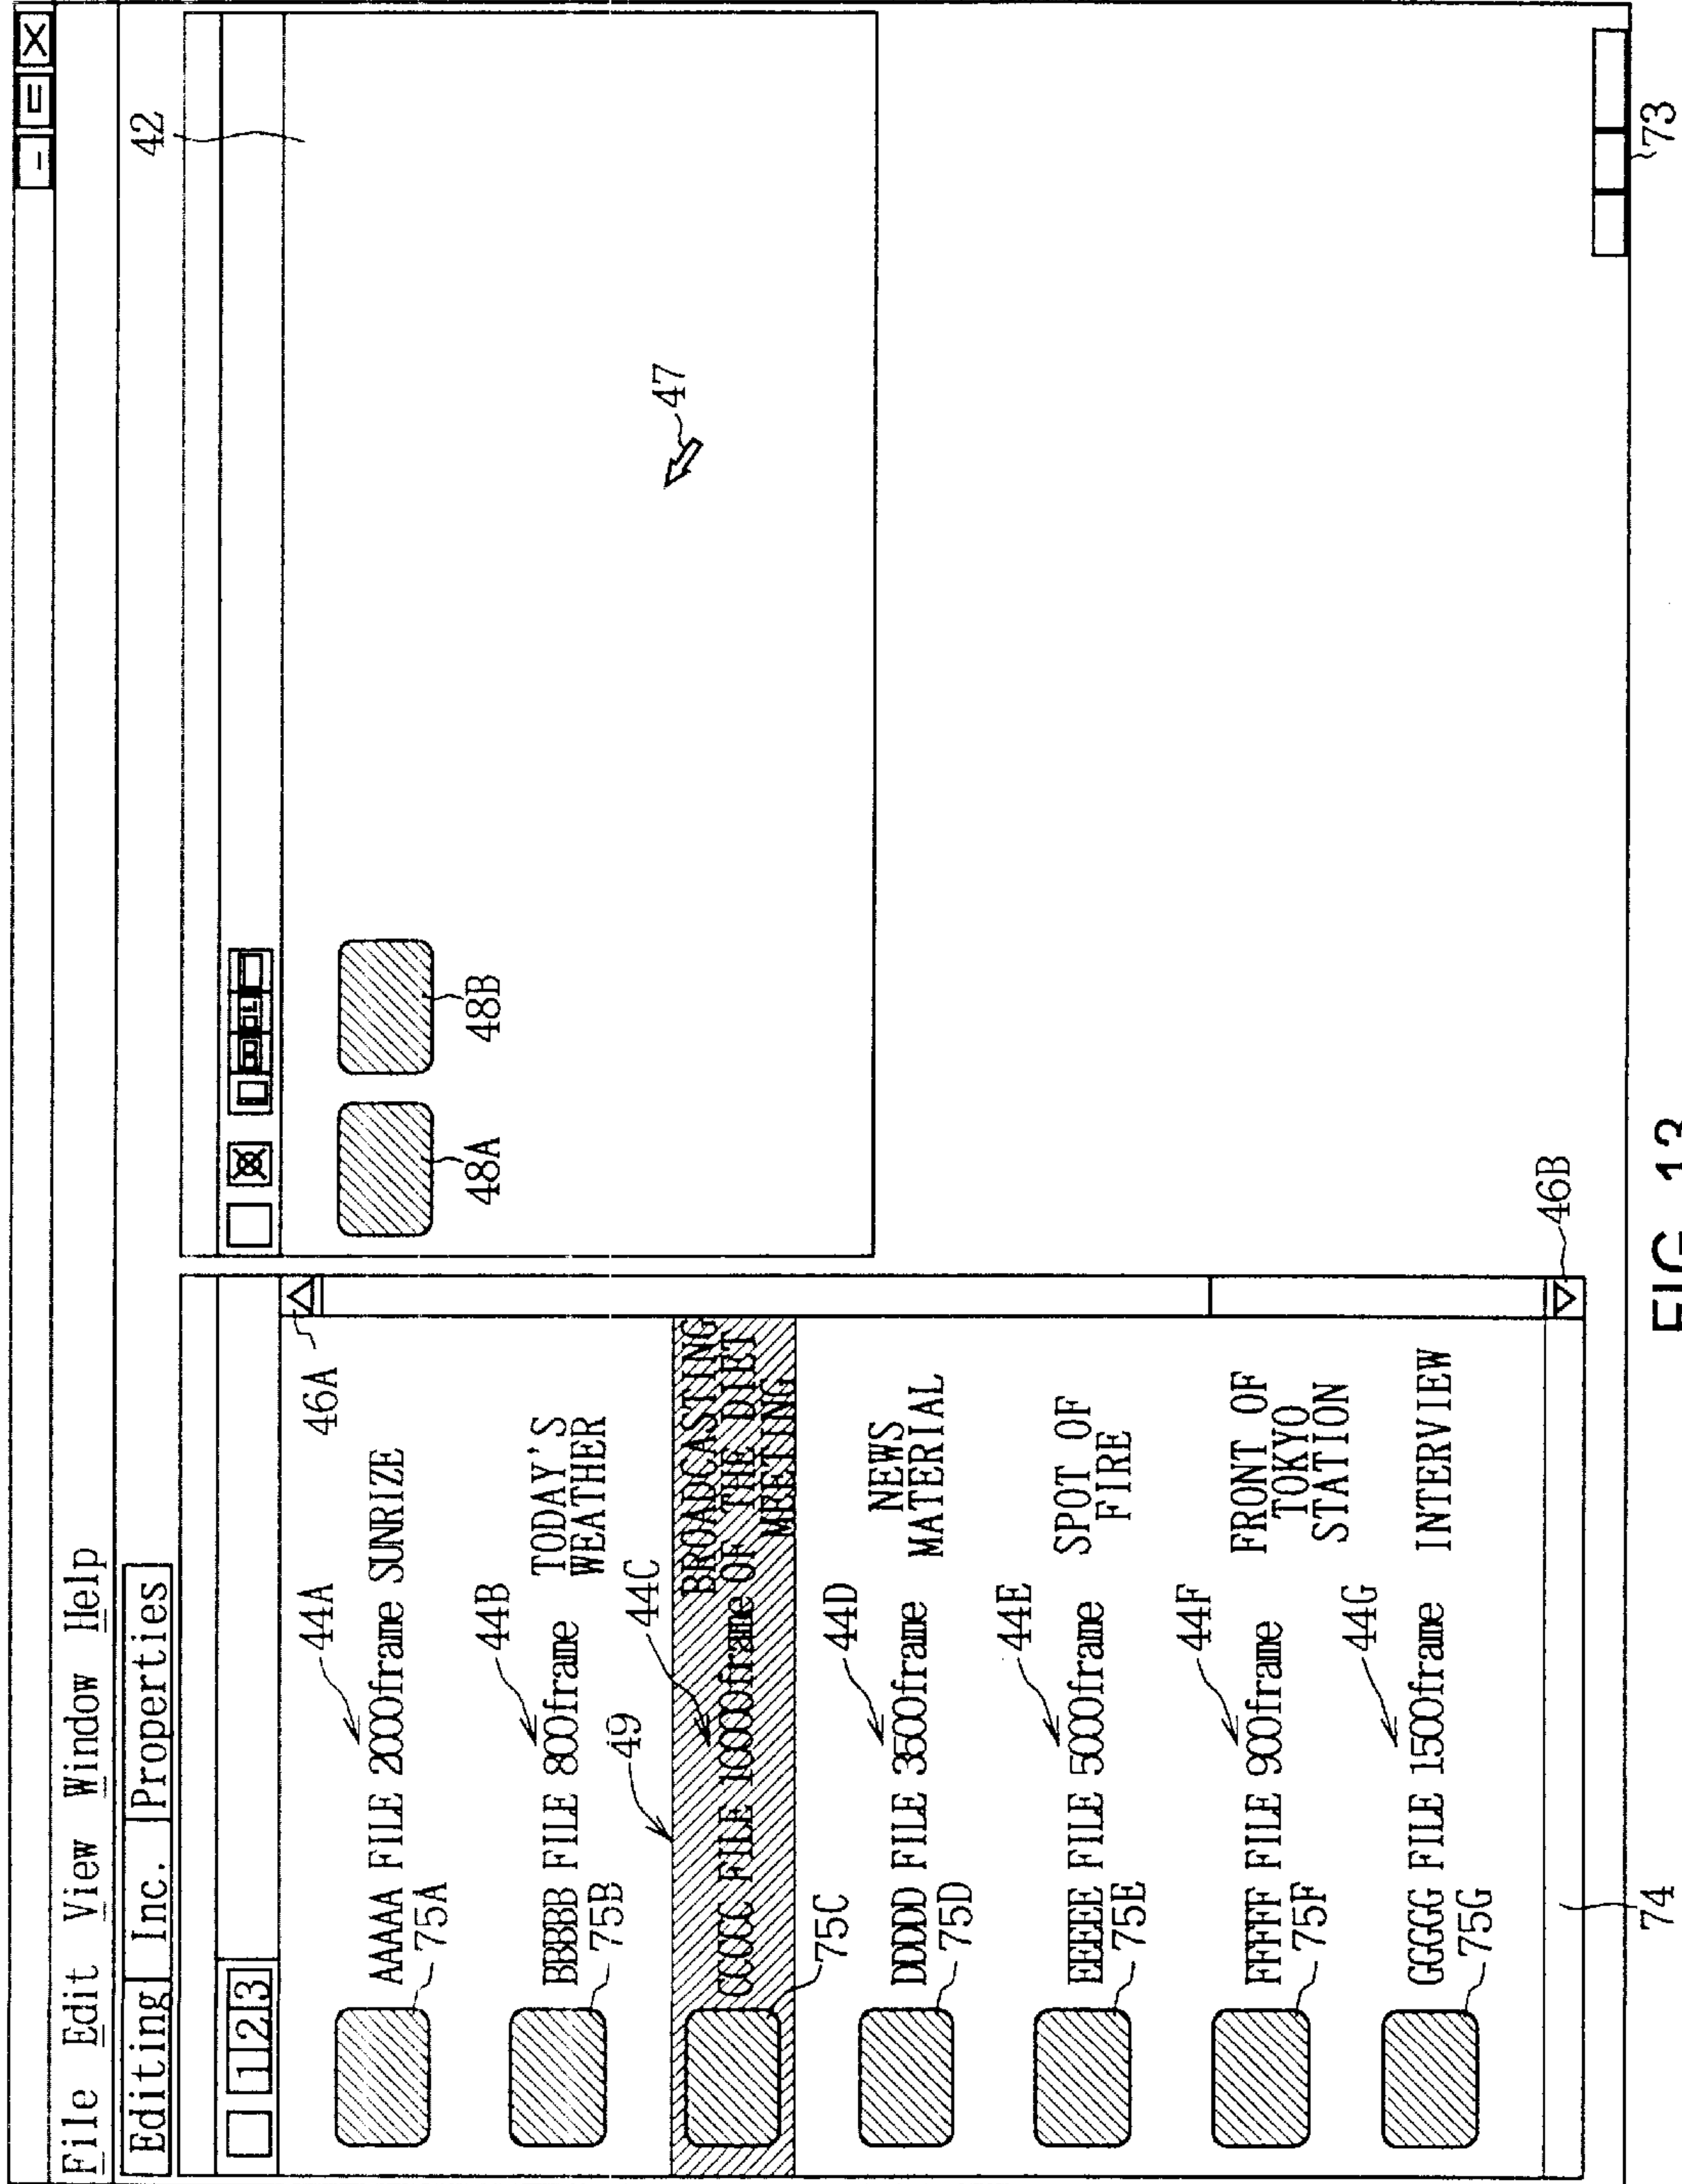 File Edit View Window Help
Editing Inc. Properties
1 2 3
42
46A
44A
AAAAA FILE 2000frame SUNRIZE
75A
48A
48B
44B
BBBBB FILE 800frame TODAY'S
WEATHER
75B
49
44C
BROADCASTING
CCCCC FILE 10000frame OF THE DIET
MEETING
75C
47
44D
NEWS
DDDDD FILE 3500frame MATERIAL
75D
44E
SPOT OF
EEEEE FILE 5000frame FIRE
75E
44F
FRONT OF
FFFFF FILE 900frame TOKYO
STATION
75F
44G
GGGGG FILE 1500frame INTERVIEW
75G
46B
74
73
FIG. 13